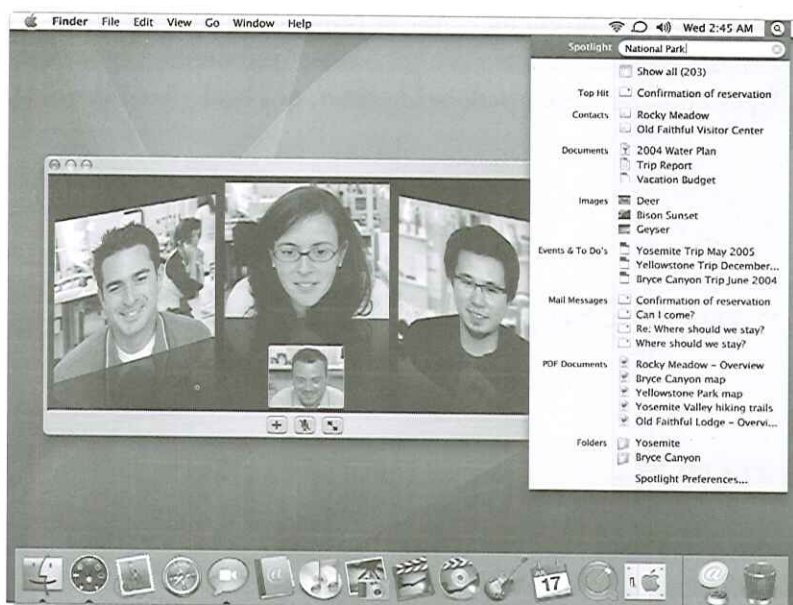 Finder File Edit View Go Window Help Wed 2:45 AM
Spotlight National Park
Show all (203)
Top Hit Confirmation of reservation
Contacts Rocky Meadow
Old Faithful Visitor Center
Documents 2004 Water Plan
Trip Report
Vacation Budget
Images Deer
Bison Sunset
Geyser
Events & To Do's Yosemite Trip May 2005
Yellowstone Trip December...
Bryce Canyon Trip June 2004
Mail Messages Confirmation of reservation
Can I come?
Re: Where should we stay?
Where should we stay?
PDF Documents Rocky Meadow – Overview
Bryce Canyon map
Yellowstone Park map
Yosemite Valley hiking trails
Old Faithful Lodge – Overvi...
Folders Yosemite
Bryce Canyon
Spotlight Preferences...
17